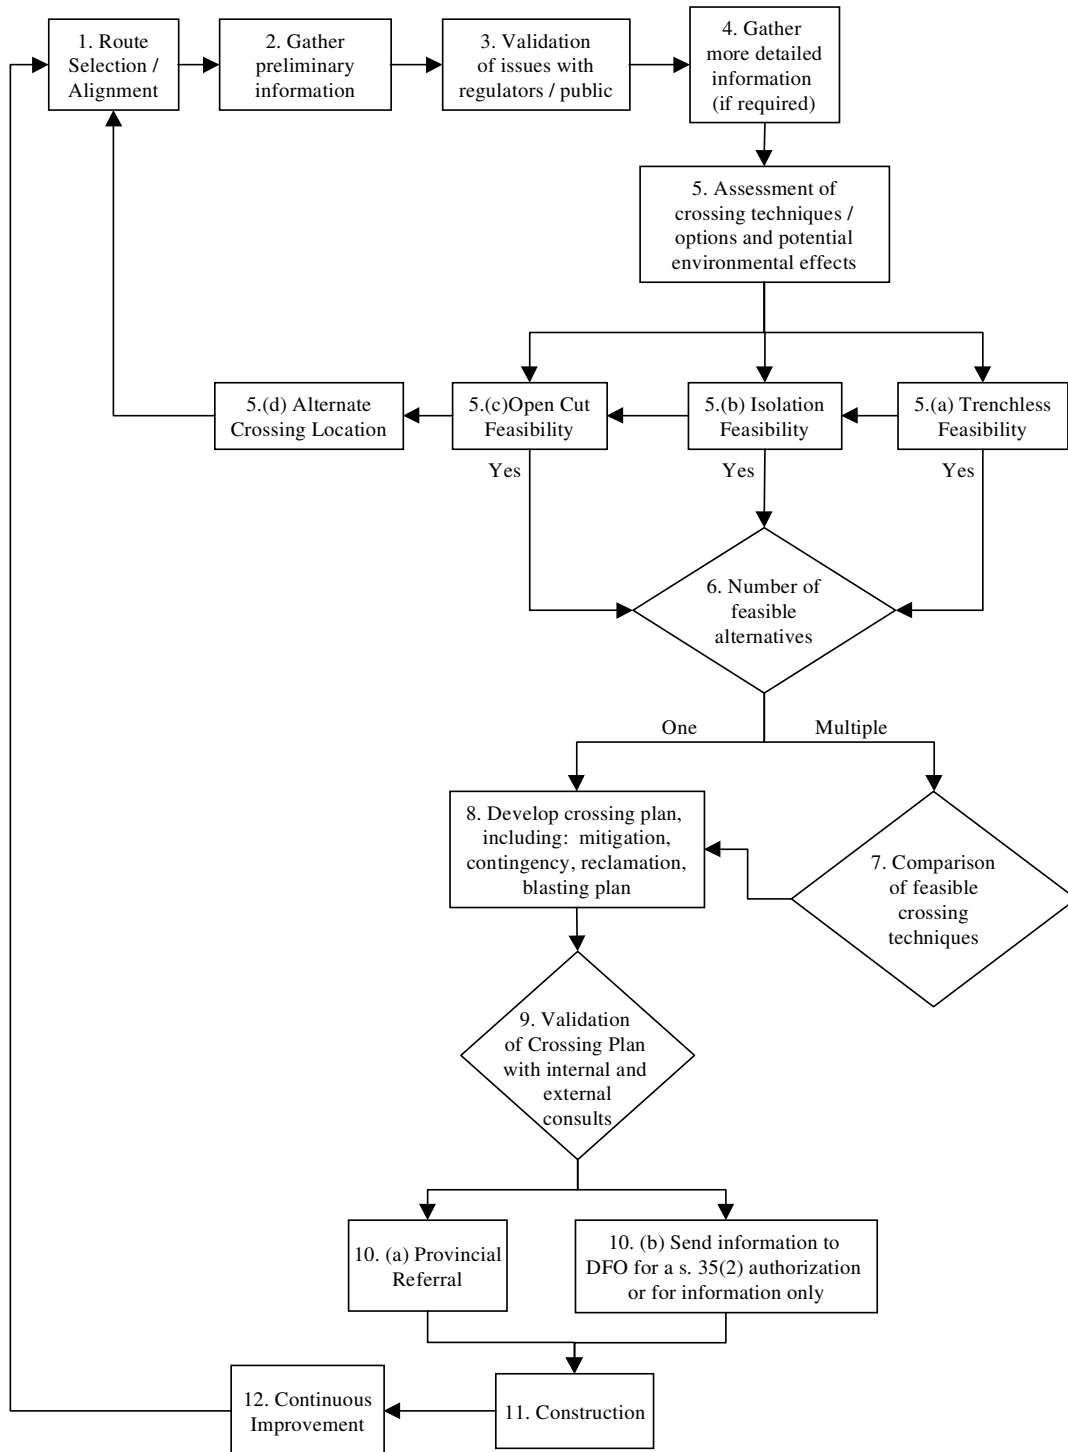 1. Route
Selection /
Alignment
2. Gather
preliminary
information
3. Validation
of issues with
regulators / public
4. Gather
more detailed
information
(if required)
5. Assessment of
crossing techniques /
options and potential
environmental effects
5.(d) Alternate
Crossing Location
5.(c)Open Cut
Feasibility
5.(b) Isolation
Feasibility
5.(a) Trenchless
Feasibility
Yes
Yes
Yes
6. Number of
feasible
alternatives
One
Multiple
8. Develop crossing plan,
including:  mitigation,
contingency, reclamation,
blasting plan
7. Comparison
of feasible
crossing
techniques
9. Validation
of Crossing Plan
with internal and
external
consults
10. (a) Provincial
Referral
10. (b) Send information to
DFO for a s. 35(2) authorization
or for information only
12. Continuous
Improvement
11. Construction